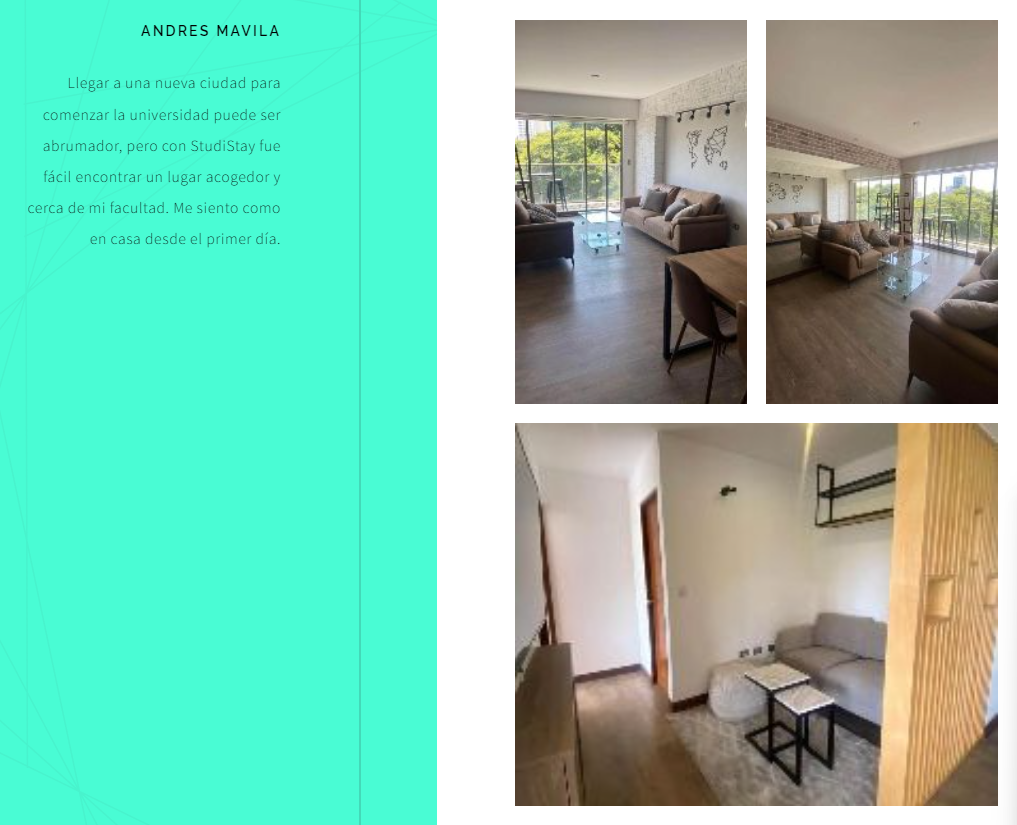 ANDRES MAVILA
Llegar a una nueva ciudad para
comenzar la universidad puede ser
abrumador, pero con StudiStay fue
fácil encontrar un lugar acogedor y
cerca de mi facultad. Me siento como
en casa desde el primer día.